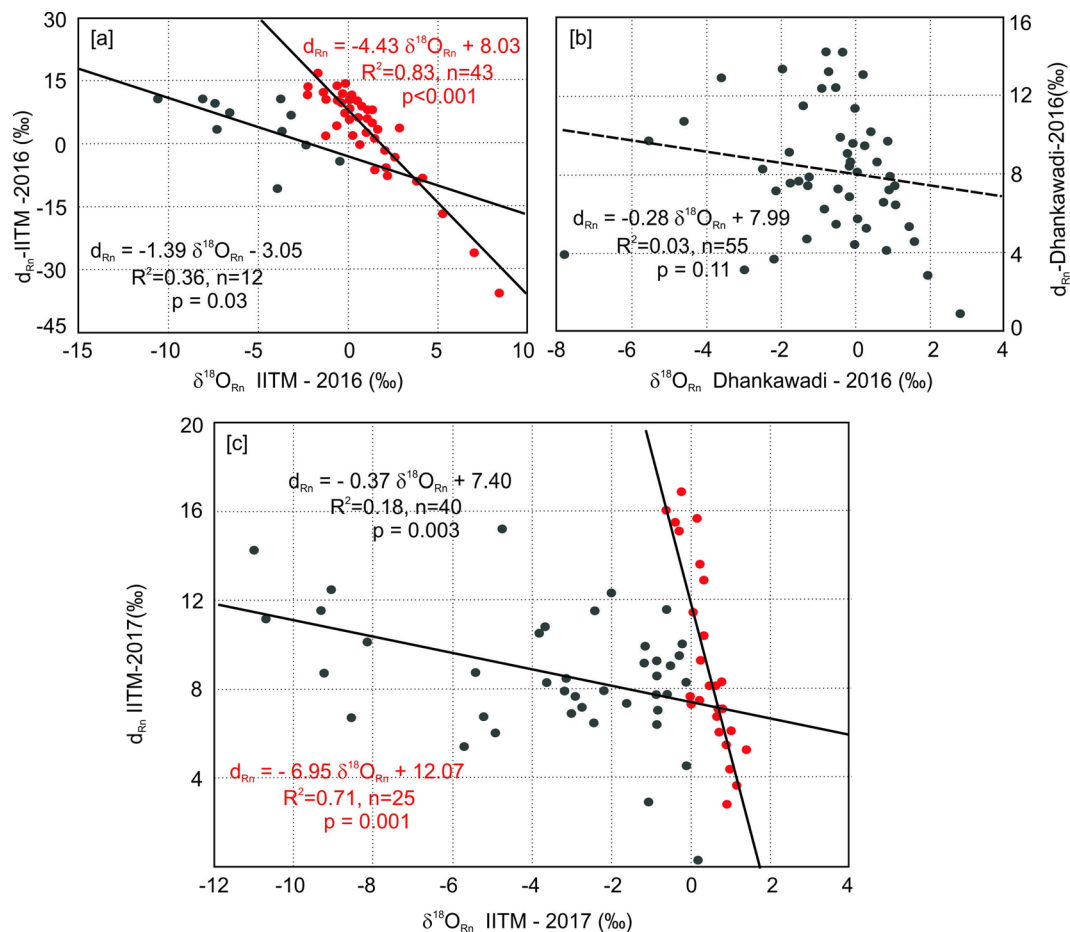 [a]
30
15
0
-15
-30
-45
d_Rn = -4.43 δ¹⁸O_Rn + 8.03
R²=0.83, n=43
p<0.001
d_Rn = -1.39 δ¹⁸O_Rn - 3.05
R²=0.36, n=12
p = 0.03
d_Rn-IITM -2016 (‰)
-15 -10 -5 0 5 10
δ¹⁸O_Rn IITM - 2016 (‰)
[b]
16
12
8
4
0
d_Rn = -0.28 δ¹⁸O_Rn + 7.99
R²=0.03, n=55
p = 0.11
d_Rn-Dhankawadi-2016(‰)
-8 -6 -4 -2 0 2 4
δ¹⁸O_Rn Dhankawadi - 2016 (‰)
[c]
20
16
12
8
4
d_Rn = - 0.37 δ¹⁸O_Rn + 7.40
R²=0.18, n=40
p = 0.003
d_Rn = - 6.95 δ¹⁸O_Rn + 12.07
R²=0.71, n=25
p = 0.001
d_Rn IITM-2017(‰)
-12 -10 -8 -6 -4 -2 0 2 4
δ¹⁸O_Rn IITM - 2017 (‰)